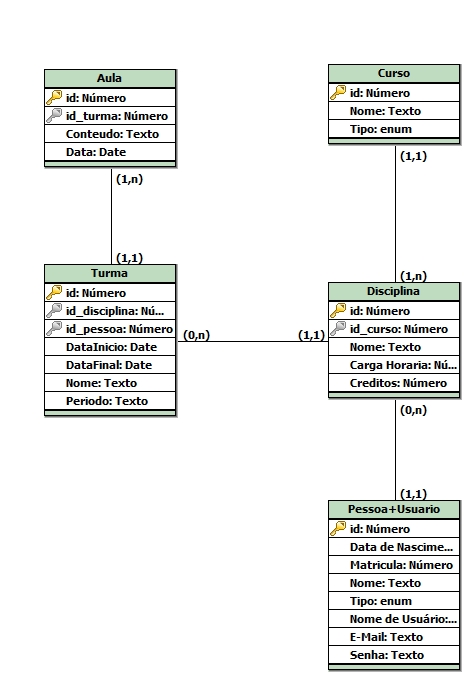 Aula
id: Número
id_turma: Número
Conteudo: Texto
Data: Date
(1,n)
(1,1)
Turma
id: Número
id_disciplina: Nú...
id_pessoa: Número
DataInicio: Date
DataFinal: Date
Nome: Texto
Periodo: Texto
(0,n)
(1,1)
Curso
id: Número
Nome: Texto
Tipo: enum
(1,1)
(1,n)
Disciplina
id: Número
id_curso: Número
Nome: Texto
Carga Horaria: Nú...
Creditos: Número
(0,n)
(1,1)
Pessoa+Usuario
id: Número
Data de Nascime...
Matricula: Número
Nome: Texto
Tipo: enum
Nome de Usuário:...
E-Mail: Texto
Senha: Texto